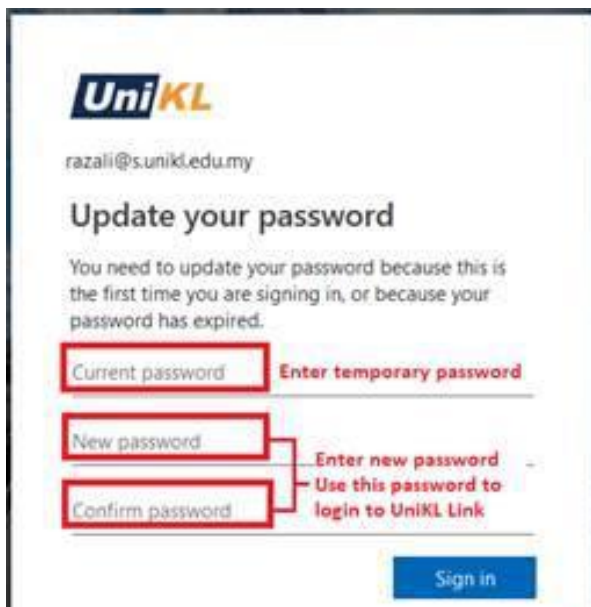 UniKL
razali@s.unikl.edu.my
Update your password
You need to update your password because this is
the first time you are signing in, or because your
password has expired.
Current password
Enter temporary password
New password
Enter new password
Use this password to
login to UniKL Link
Confirm password
Sign in